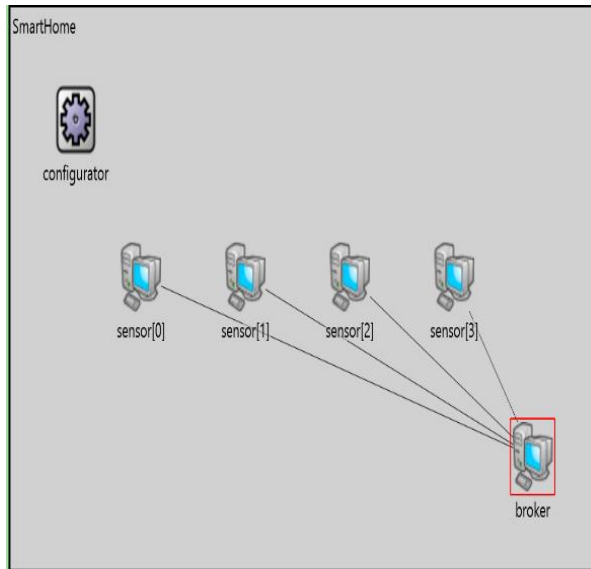 SmartHome
configurator
sensor[0]
sensor[1]
sensor[2]
sensor[3]
broker